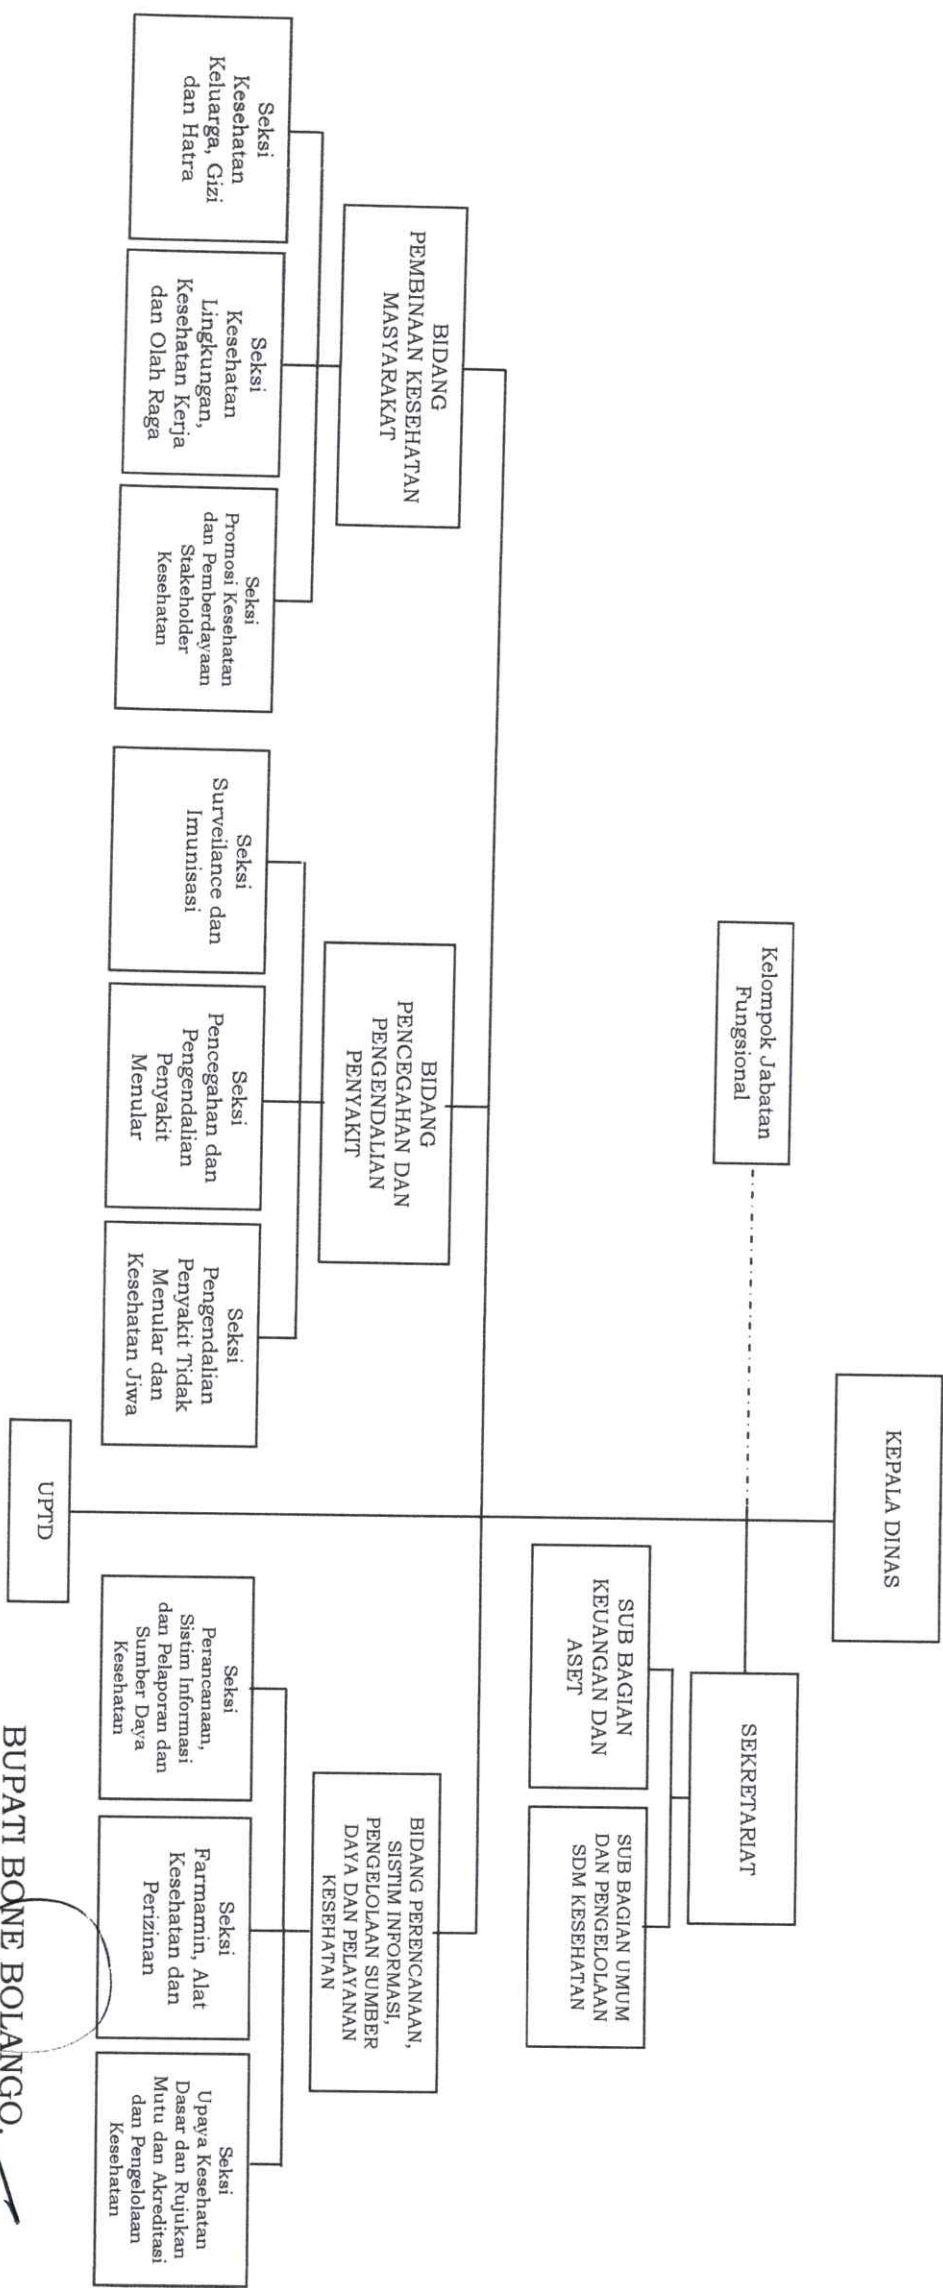 KEPALA DINAS
Kelompok Jabatan
Fungsional
SEKRETARIAT
SUB BAGIAN
KEUANGAN DAN
ASET
SUB BAGIAN UMUM
DAN PENGELOLAAN
SDM KESEHATAN
BIDANG
PEMBINAAN KESEHATAN
MASYARAKAT
BIDANG
PENCEGAHAN DAN
PENGENDALIAN
PENYAKIT
BIDANG PERENCANAAN,
SISTIM INFORMASI,
PENGELOLAAN SUMBER
DAYA DAN PELAYANAN
KESEHATAN
Seksi
Kesehatan
Keluarga, Gizi
dan Hatra
Seksi
Kesehatan
Lingkungan,
Kesehatan Kerja
dan Olah Raga
Seksi
Promosi Kesehatan
dan Pemberdayaan
Stakeholder
Kesehatan
Seksi
Surveilance dan
Imunisasi
Seksi
Pencegahan dan
Pengendalian
Penyakit
Menular
Seksi
Pengendalian
Penyakit Tidak
Menular dan
Kesehatan Jiwa
Seksi
Perancanaan,
Sistim Informasi
dan Pelaporan dan
Sumber Daya
Kesehatan
Seksi
Farmamin, Alat
Kesehatan dan
Perizinan
Seksi
Upaya Kesehatan
Dasar dan Rujukan
Mutu dan Akreditasi
dan Pengelolaan
Kesehatan
UPTD
BUPATI BONE BOLANGO,